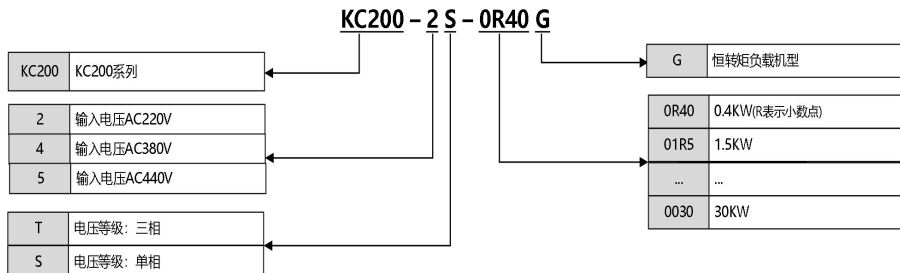 KC200 – 2 S – 0R40 G
KC200 KC200系列
2 输入电压AC220V
4 输入电压AC380V
5 输入电压AC440V
T 电压等级：三相
S 电压等级：单相
G 恒转矩负载机型
0R40 0.4KW(R表示小数点)
01R5 1.5KW
... ...
0030 30KW